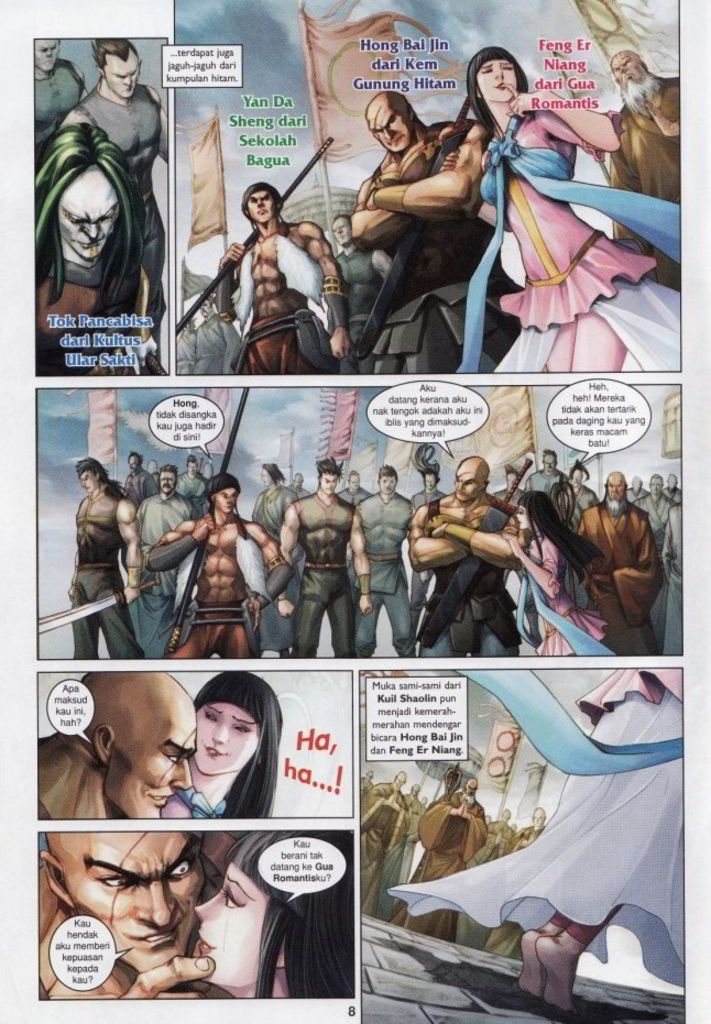 ...terdapat juga
jaguh-jaguh dari
kumpulan hitam.
Tok Pancabisa
dari Kultus
Ular Sakti
Yan Da
Sheng dari
Sekolah
Bagua
Hong Bai Jin
dari Kem
Gunung Hitam
Feng Er
Niang
dari Gua
Romantis
Hong,
tidak disangka
kau juga hadir
di sini!
Aku
datang kerana aku
nak tengok adakah aku ini
iblis yang dimaksud-
kannya!
Heh,
heh! Mereka
tidak akan tertarik
pada daging kau yang
keras macam
batu!
Apa
maksud
kau ini,
hah?
Ha,
ha...!
Kau
berani tak
datang ke Gua
Romantisku?
Kau
hendak
aku memberi
kepuasan
kepada
kau?
Muka sami-sami dari
Kuil Shaolin pun
menjadi kemerah-
merahan mendengar
bicara Hong Bai Jin
dan Feng Er Niang.
8